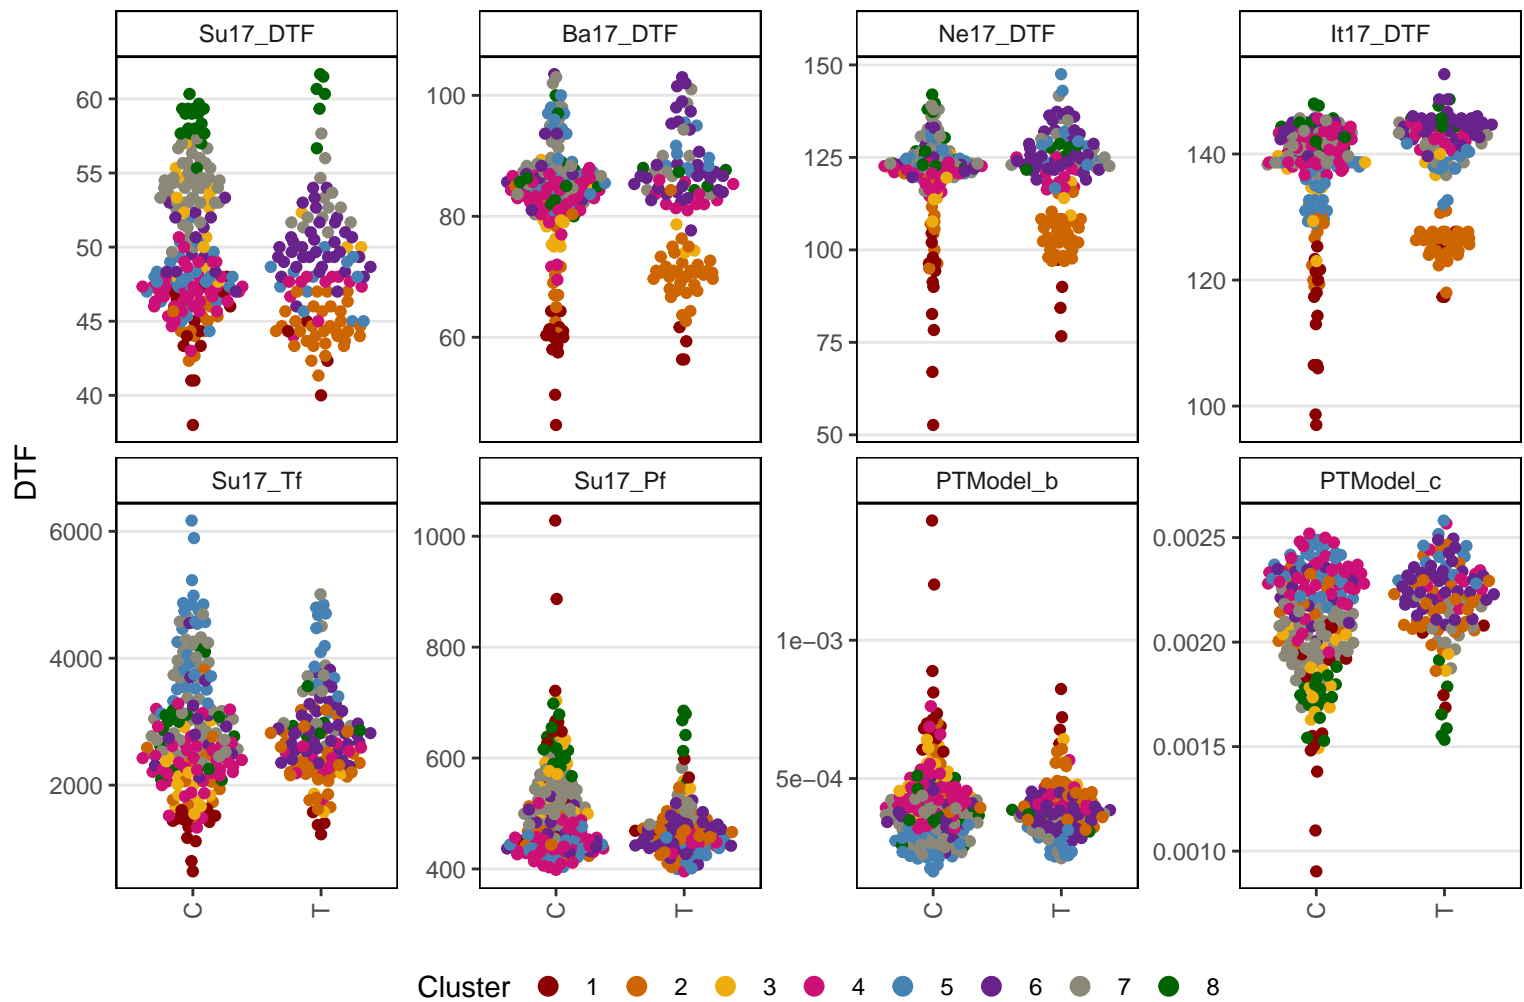 Su17_DTF
Ba17_DTF
Ne17_DTF
It17_DTF
60
55
50
45
40
100
80
60
150
125
100
75
50
140
120
100
DTF
Su17_Tf
Su17_Pf
PTModel_b
PTModel_c
6000
4000
2000
1000
800
600
400
1e-03
5e-04
0.0025
0.0020
0.0015
0.0010
C
T
C
T
C
T
C
T
Cluster 1 2 3 4 5 6 7 8